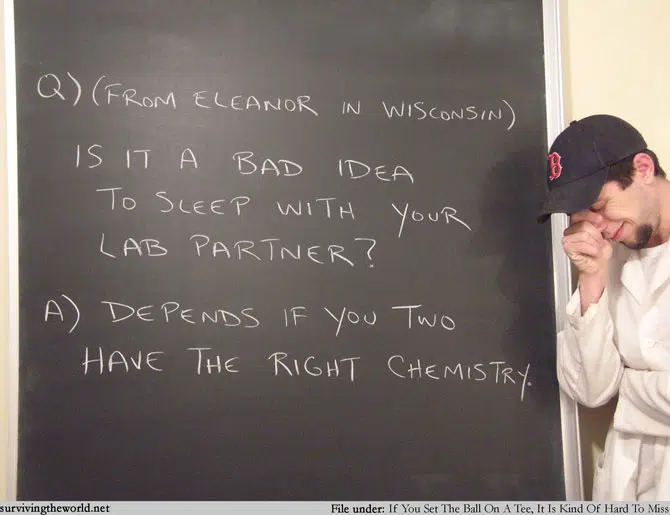 Q) (FROM ELEANOR IN WISCONSIN)
IS IT A BAD IDEA
TO SLEEP WITH YOUR
LAB PARTNER?
A) DEPENDS IF YOU TWO
HAVE THE RIGHT CHEMISTRY.
B
survivingtheworld.net File under: If You Set The Ball On A Tee, It Is Kind Of Hard To Miss